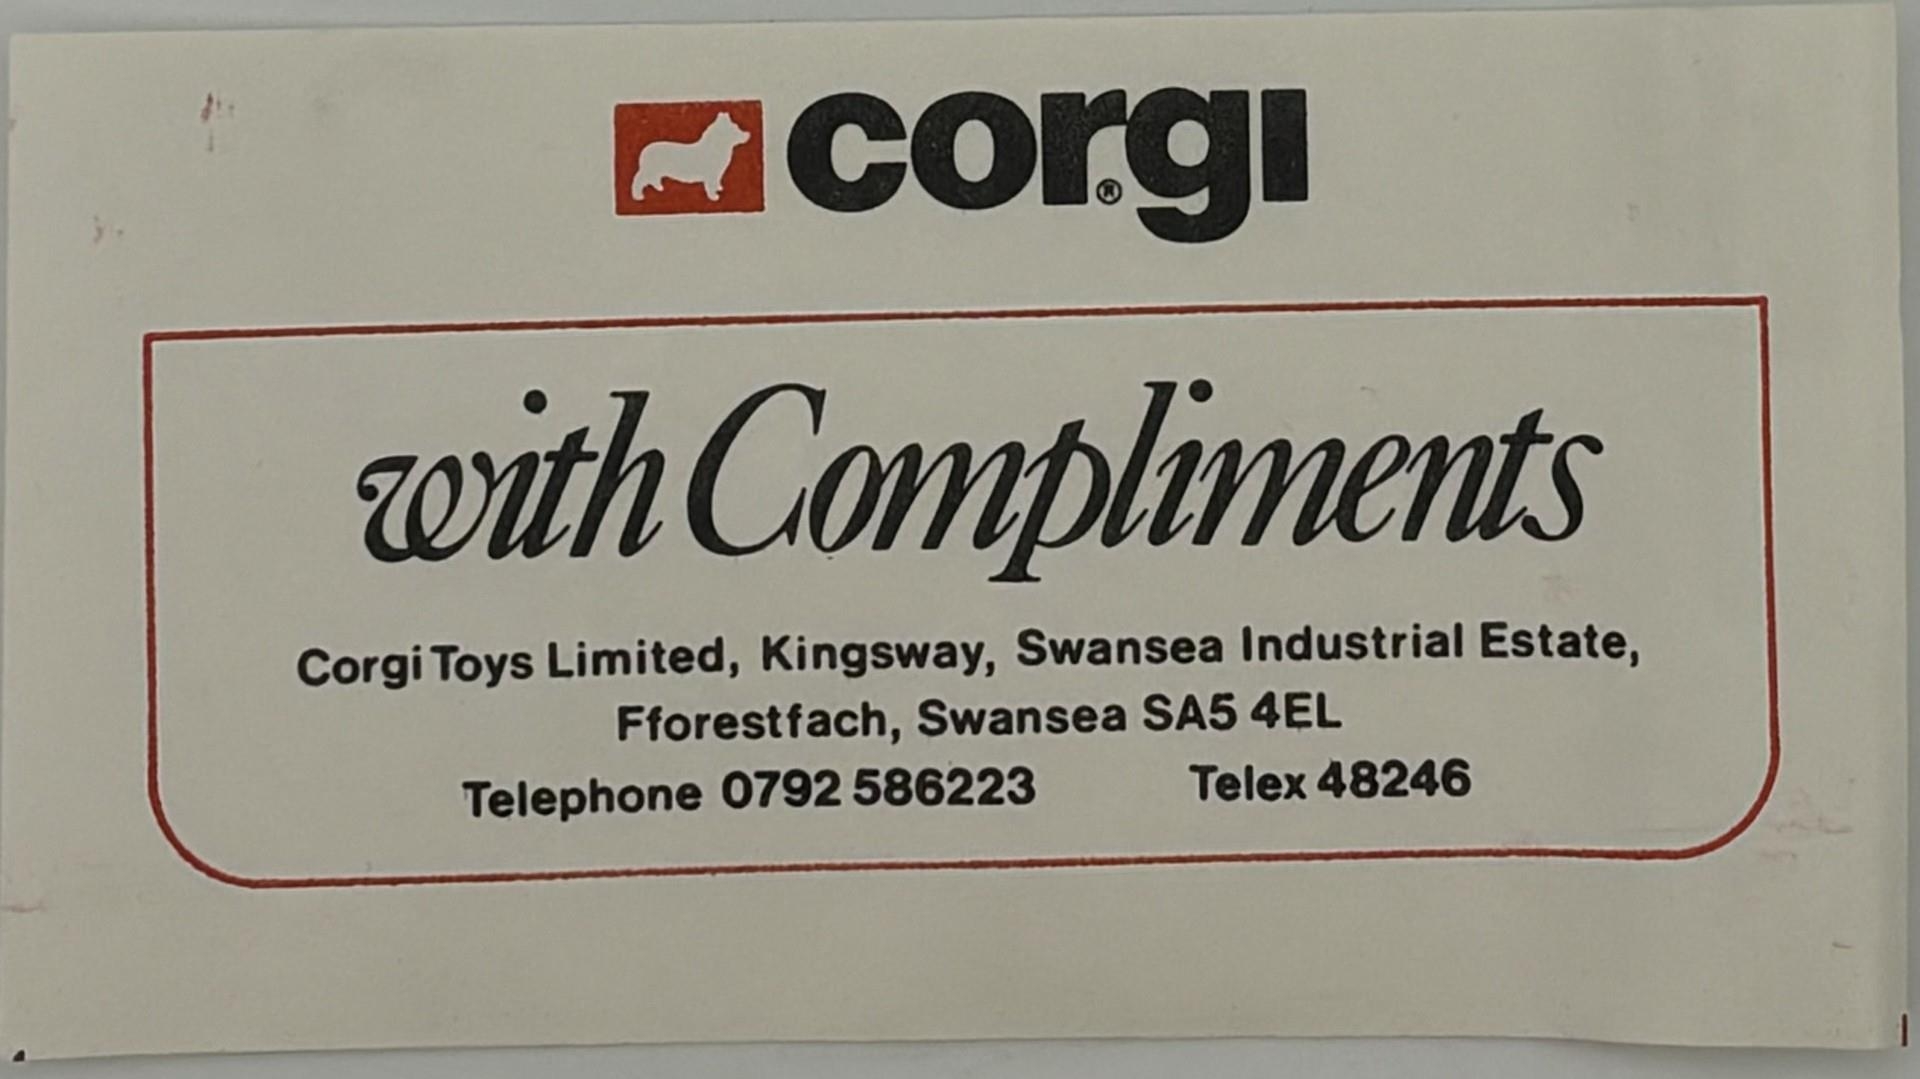 corgi®
with Compliments
Corgi Toys Limited, Kingsway, Swansea Industrial Estate,
Fforestfach, Swansea SA5 4EL
Telephone 0792 586223 Telex 48246